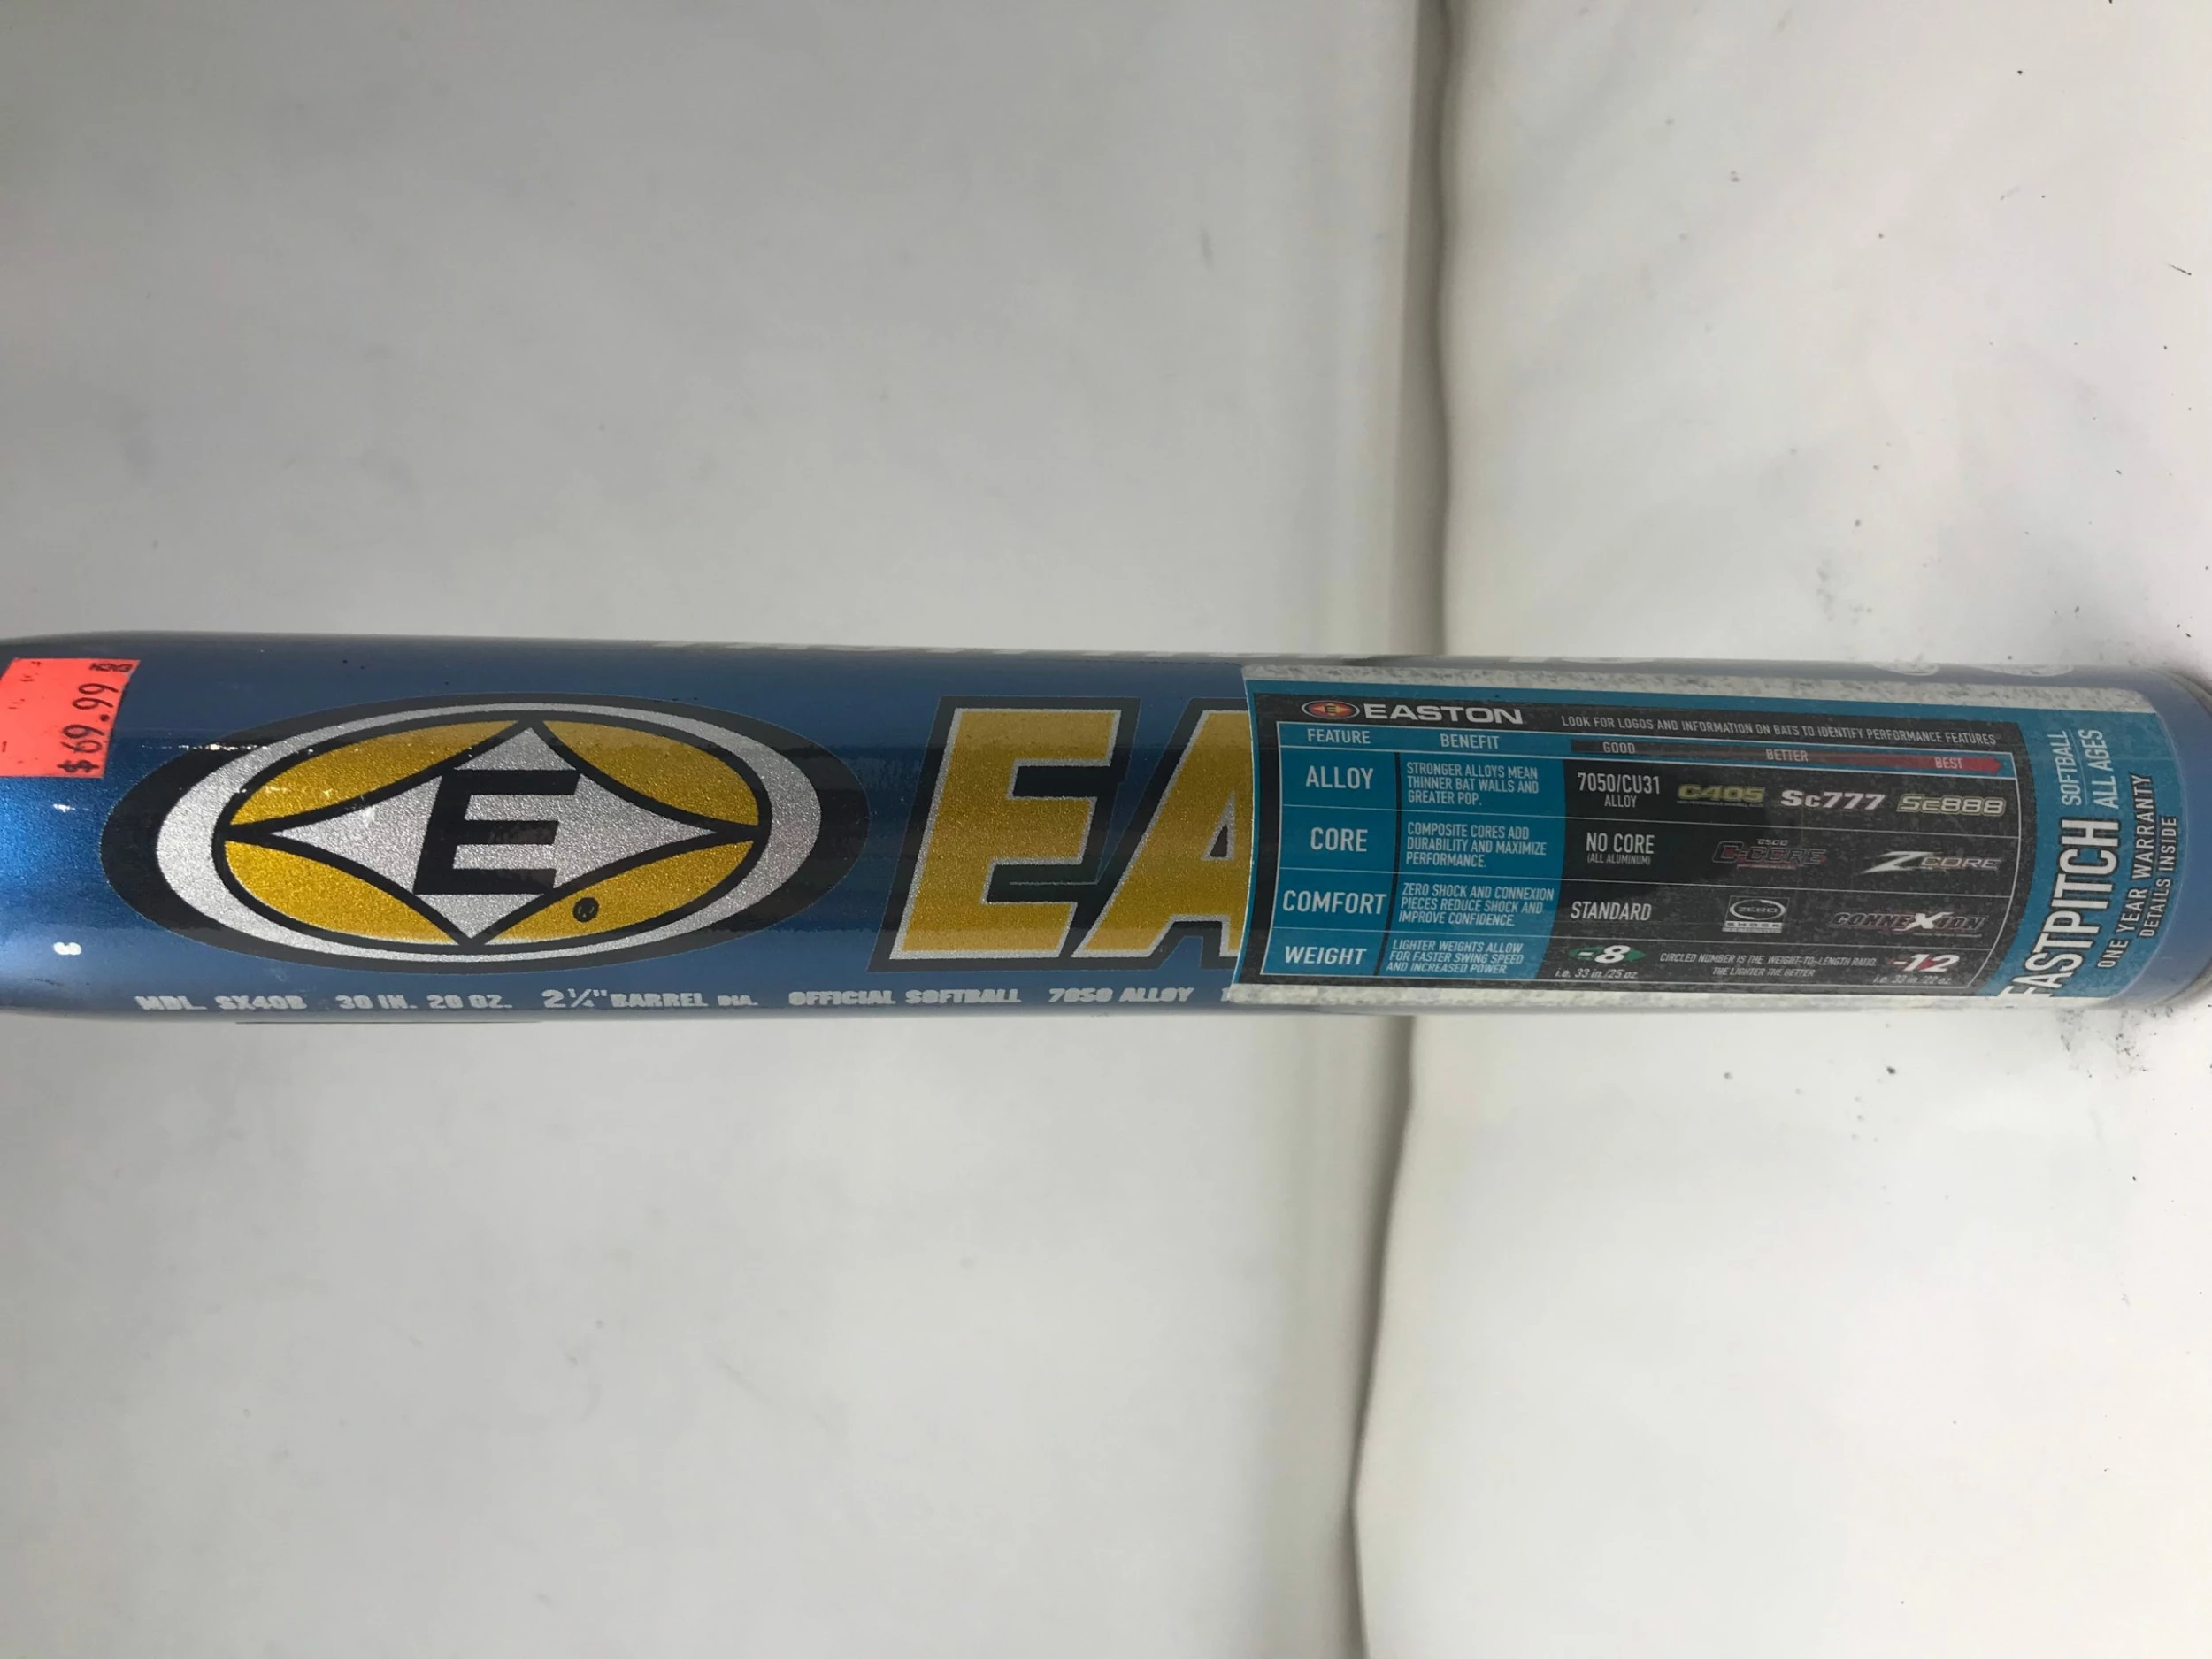 $ 69.99
E
EA
MDL. SX40B 30 IN. 20 OZ. 2¼" BARREL DIA. OFFICIAL SOFTBALL 7050 ALLOY
E EASTON
LOOK FOR LOGOS AND INFORMATION ON BATS TO IDENTIFY PERFORMANCE FEATURES
FEATURE BENEFIT GOOD BETTER BEST
ALLOY
STRONGER ALLOYS MEAN
THINNER BAT WALLS AND
GREATER POP.
7050/CU31
ALLOY
C405 Sc777 Sc888
CORE
COMPOSITE CORES ADD
DURABILITY AND MAXIMIZE
PERFORMANCE.
NO CORE
(ALL ALUMINUM)
C-CORE
Z CORE
COMFORT
ZERO SHOCK AND CONNEXION
PIECES REDUCE SHOCK AND
IMPROVE CONFIDENCE.
STANDARD
ZERO
SHOCK
CONNEXION
WEIGHT
LIGHTER WEIGHTS ALLOW
FOR FASTER SWING SPEED
AND INCREASED POWER.
-8
i.e. 33 in./25 oz.
CIRCLED NUMBER IS THE WEIGHT-TO-LENGTH RATIO.
THE LIGHTER THE BETTER
-12
i.e. 33 in./21 oz.
FASTPITCH
SOFTBALL
ALL AGES
ONE YEAR WARRANTY
DETAILS INSIDE